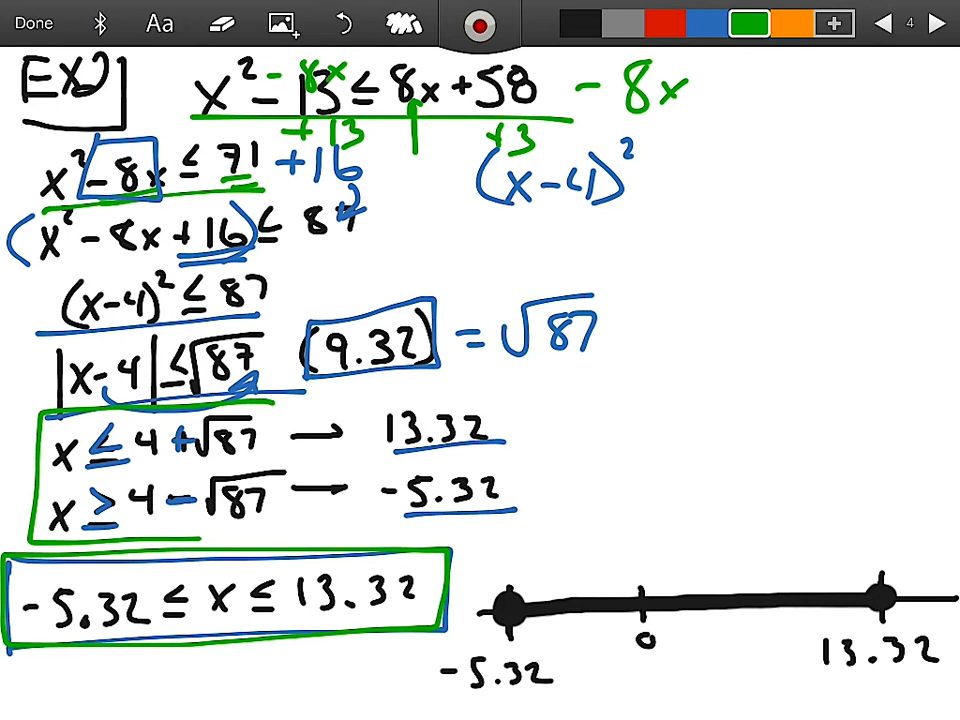 Done Aa 4
EX2 x² - 13 ≤ 8x + 58 - 8x
- 8x
+ 13 +3
x² - 8x ≤ 71 + 16 (x - 4)²
(x² - 8x + 16) ≤ 87
(x-4)² ≤ 87
|x - 4| ≤ √87 (9.32) = √87
x ≤ 4 + √87 → 13.32
x ≥ 4 - √87 → -5.32
-5.32 ≤ x ≤ 13.32
0
-5.32 13.32